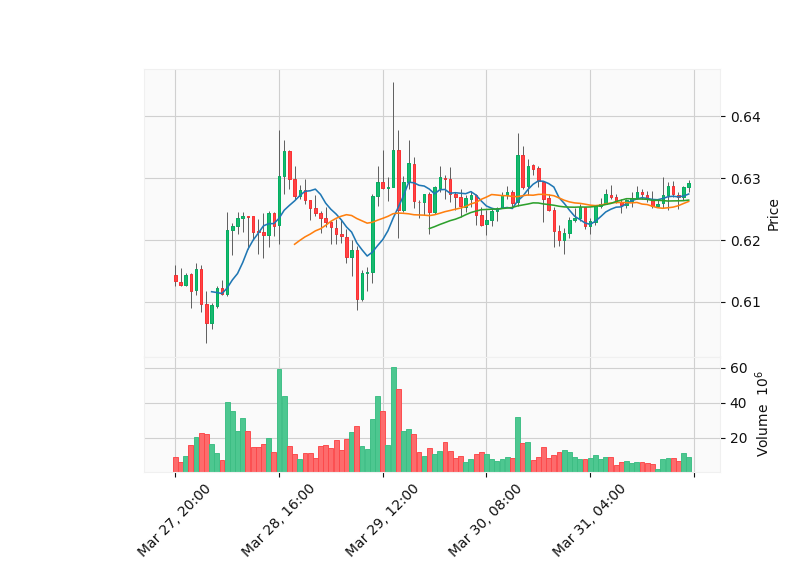 0.64
0.63
0.62
0.61
Price
60
40
20
Volume 10^6
Mar 27, 20:00
Mar 28, 16:00
Mar 29, 12:00
Mar 30, 08:00
Mar 31, 04:00